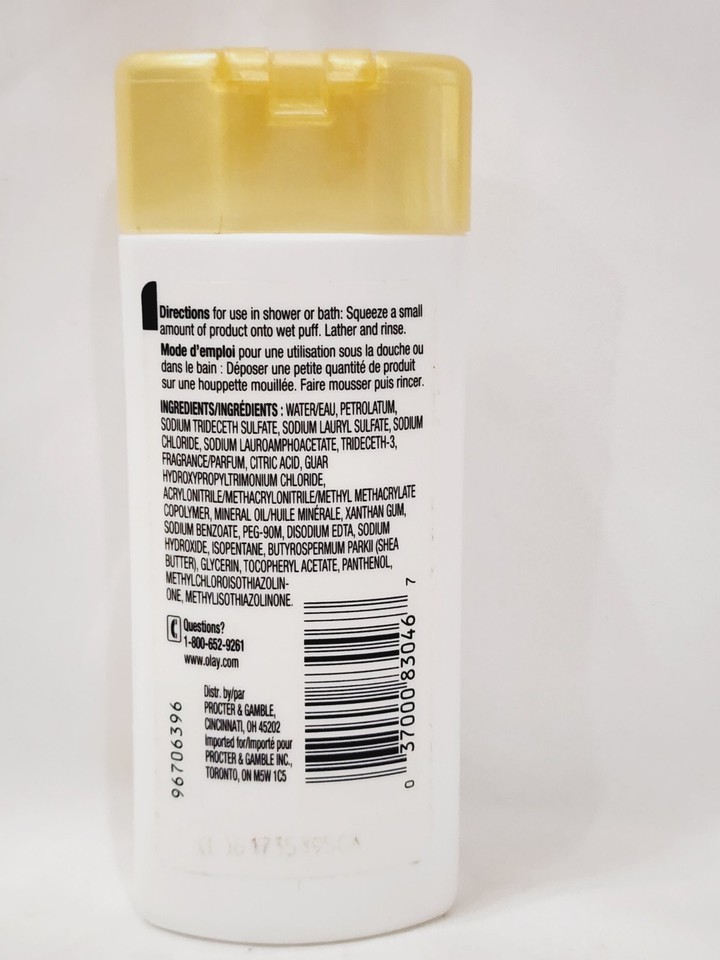 Directions for use in shower or bath: Squeeze a small
amount of product onto wet puff. Lather and rinse.
Mode d'emploi pour une utilisation sous la douche ou
dans le bain : Déposer une petite quantité de produit
sur une houppette mouillée. Faire mousser puis rincer.
INGREDIENTS/INGRÉDIENTS : WATER/EAU, PETROLATUM,
SODIUM TRIDECETH SULFATE, SODIUM LAURYL SULFATE, SODIUM
CHLORIDE, SODIUM LAUROAMPHOACETATE, TRIDECETH-3,
FRAGRANCE/PARFUM, CITRIC ACID, GUAR
HYDROXYPROPYLTRIMONIUM CHLORIDE,
ACRYLONITRILE/METHACRYLONITRILE/METHYL METHACRYLATE
COPOLYMER, MINERAL OIL/HUILE MINÉRALE, XANTHAN GUM,
SODIUM BENZOATE, PEG-90M, DISODIUM EDTA, SODIUM
HYDROXIDE, ISOPENTANE, BUTYROSPERMUM PARKII (SHEA
BUTTER), GLYCERIN, TOCOPHERYL ACETATE, PANTHENOL,
METHYLCHLOROISOTHIAZOLIN-
ONE, METHYLISOTHIAZOLINONE.
Questions?
1-800-652-9261
www.olay.com
Distr. by/par
PROCTER & GAMBLE,
CINCINNATI, OH 45202
Imported for/Importé pour
PROCTER & GAMBLE INC.,
TORONTO, ON M5W 1C5
96706396
0 37000 83046 7